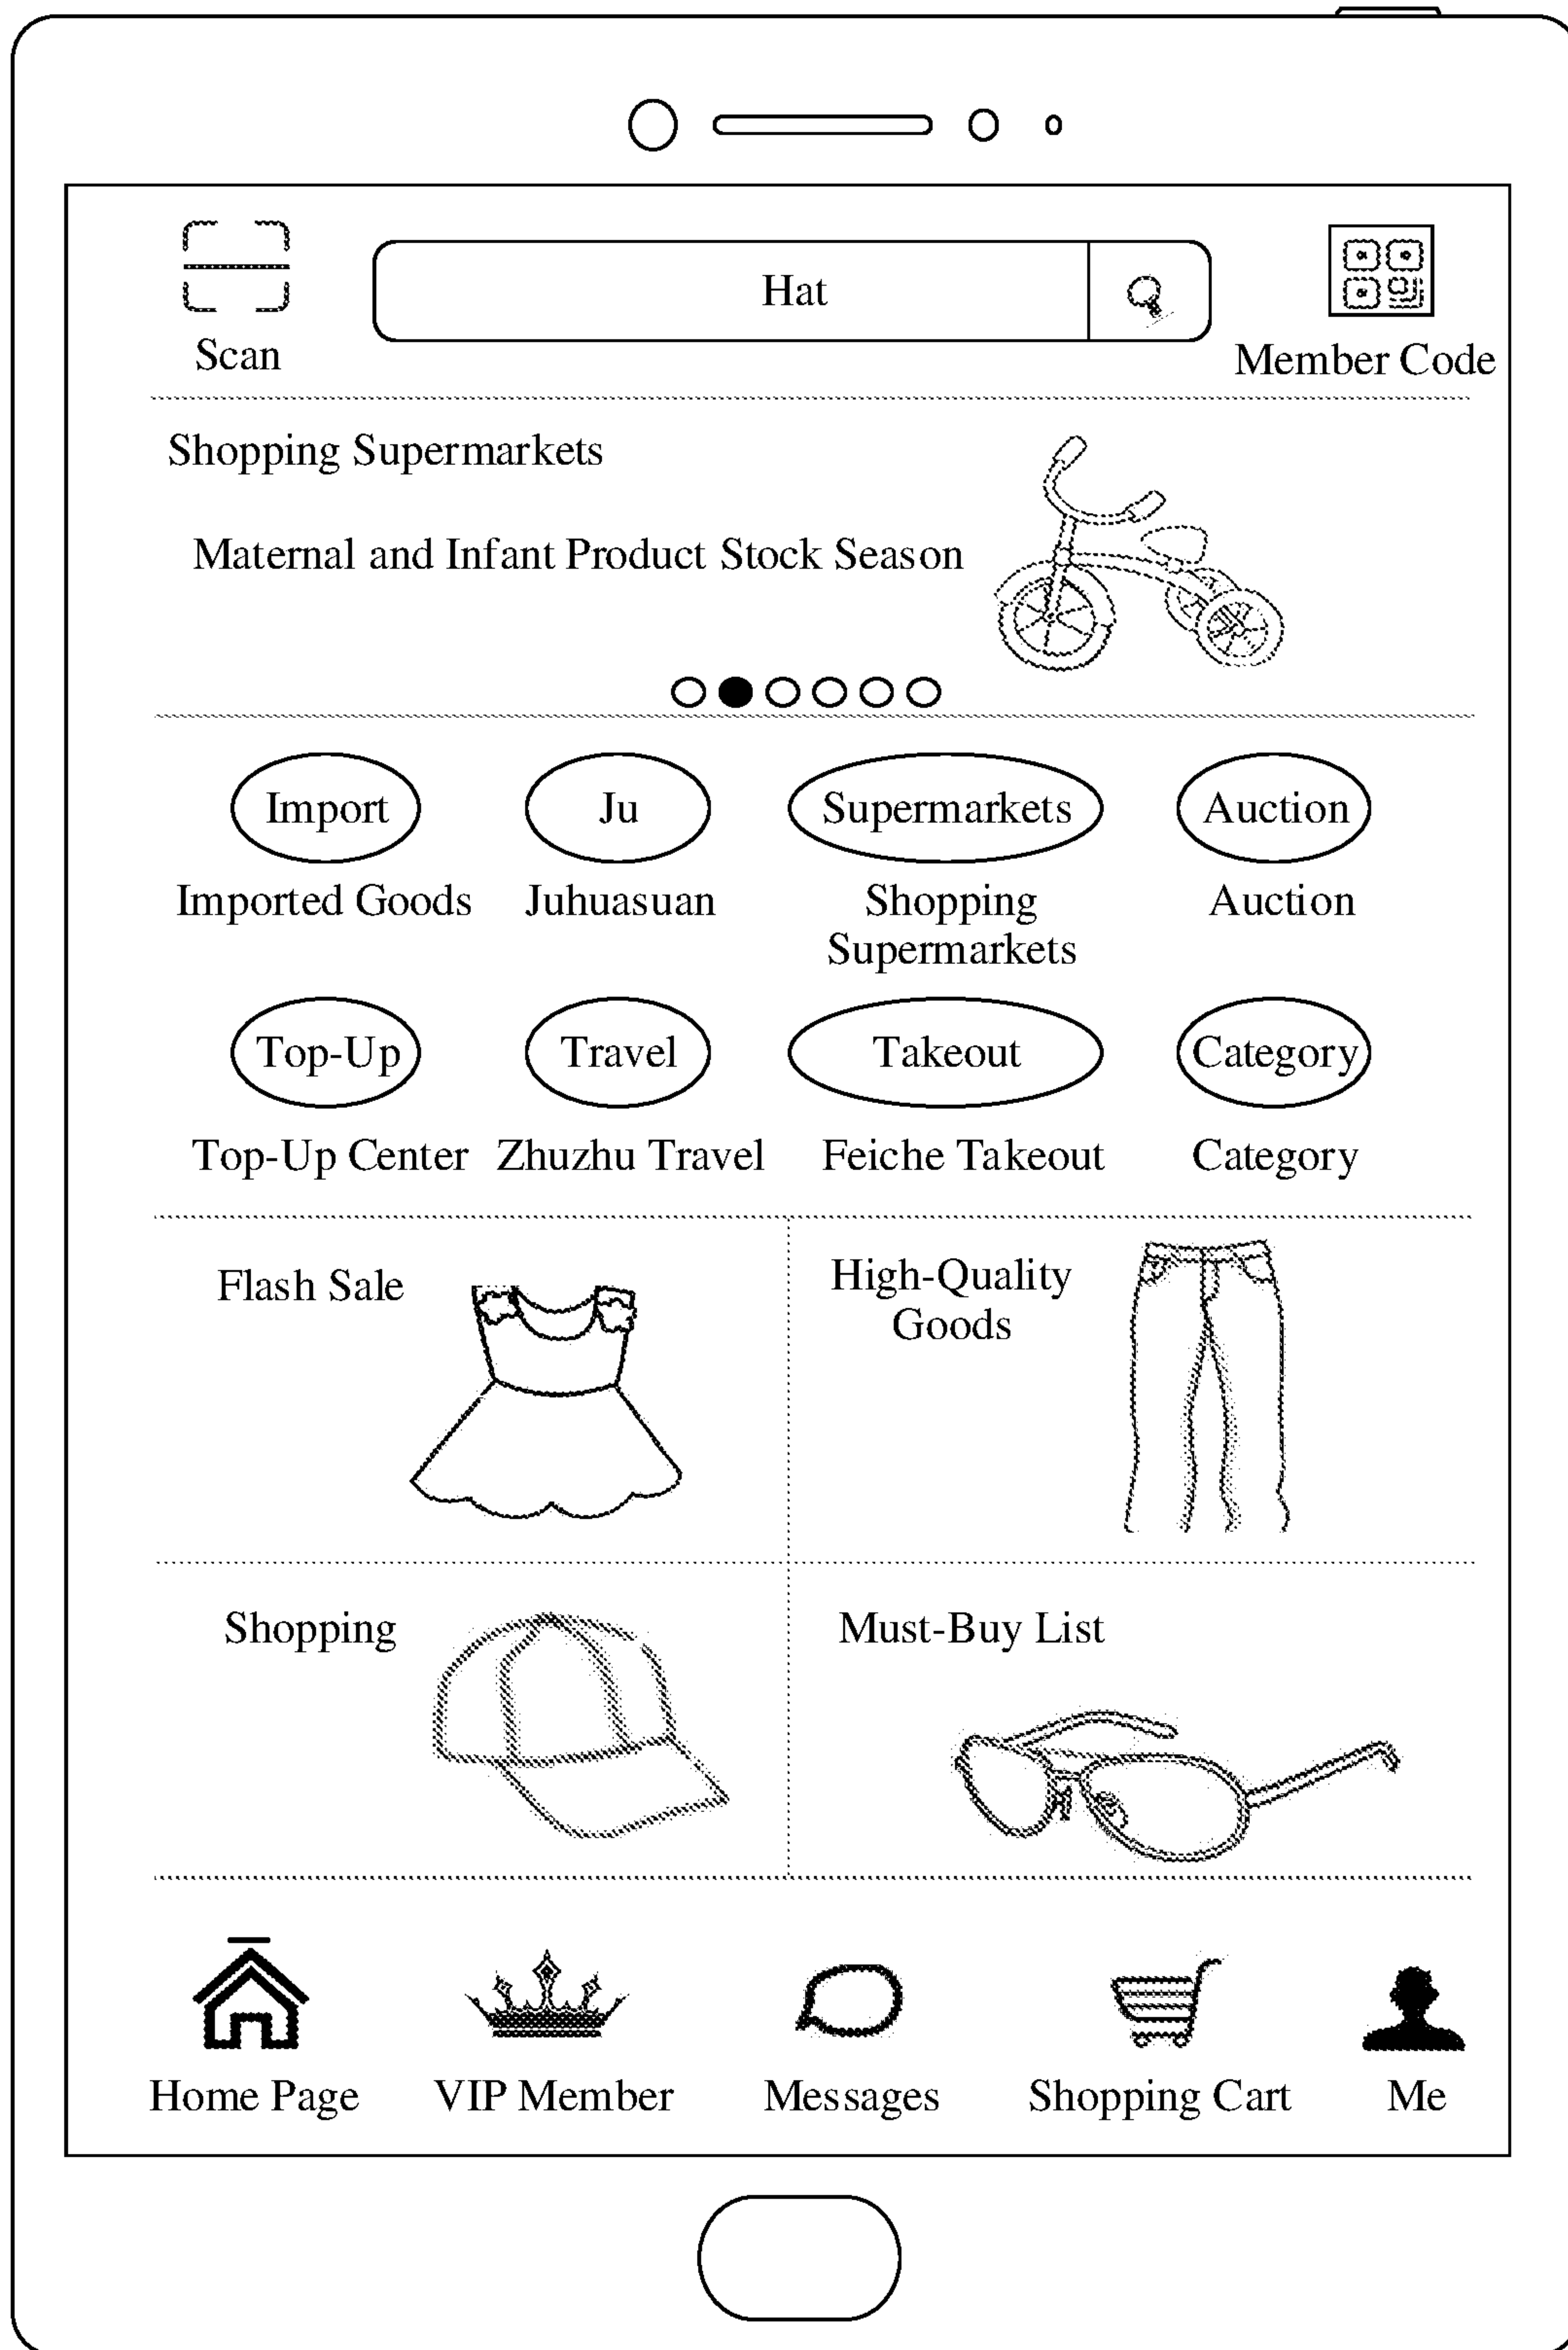 Hat
Scan
Member Code
Shopping Supermarkets
Maternal and Infant Product Stock Season
Import
Ju
Supermarkets
Auction
Imported Goods
Juhuasuan
Shopping
Supermarkets
Auction
Top-Up
Travel
Takeout
Category
Top-Up Center
Zhuzhu Travel
Feiche Takeout
Category
Flash Sale
High-Quality
Goods
Shopping
Must-Buy List
Home Page
VIP Member
Messages
Shopping Cart
Me